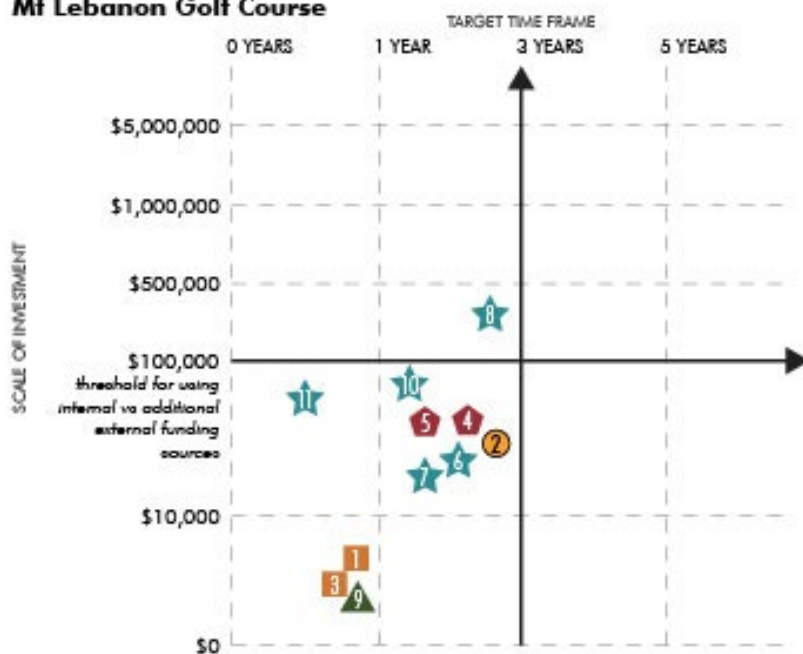 Mt Lebanon Golf Course
TARGET TIME FRAME
0 YEARS 1 YEAR 3 YEARS 5 YEARS
SCALE OF INVESTMENT
$5,000,000
$1,000,000
$500,000
8
$100,000
threshold for using
internal vs additional
external funding
sources
11
10
5
4
2
6
7
$10,000
1
3
9
$0